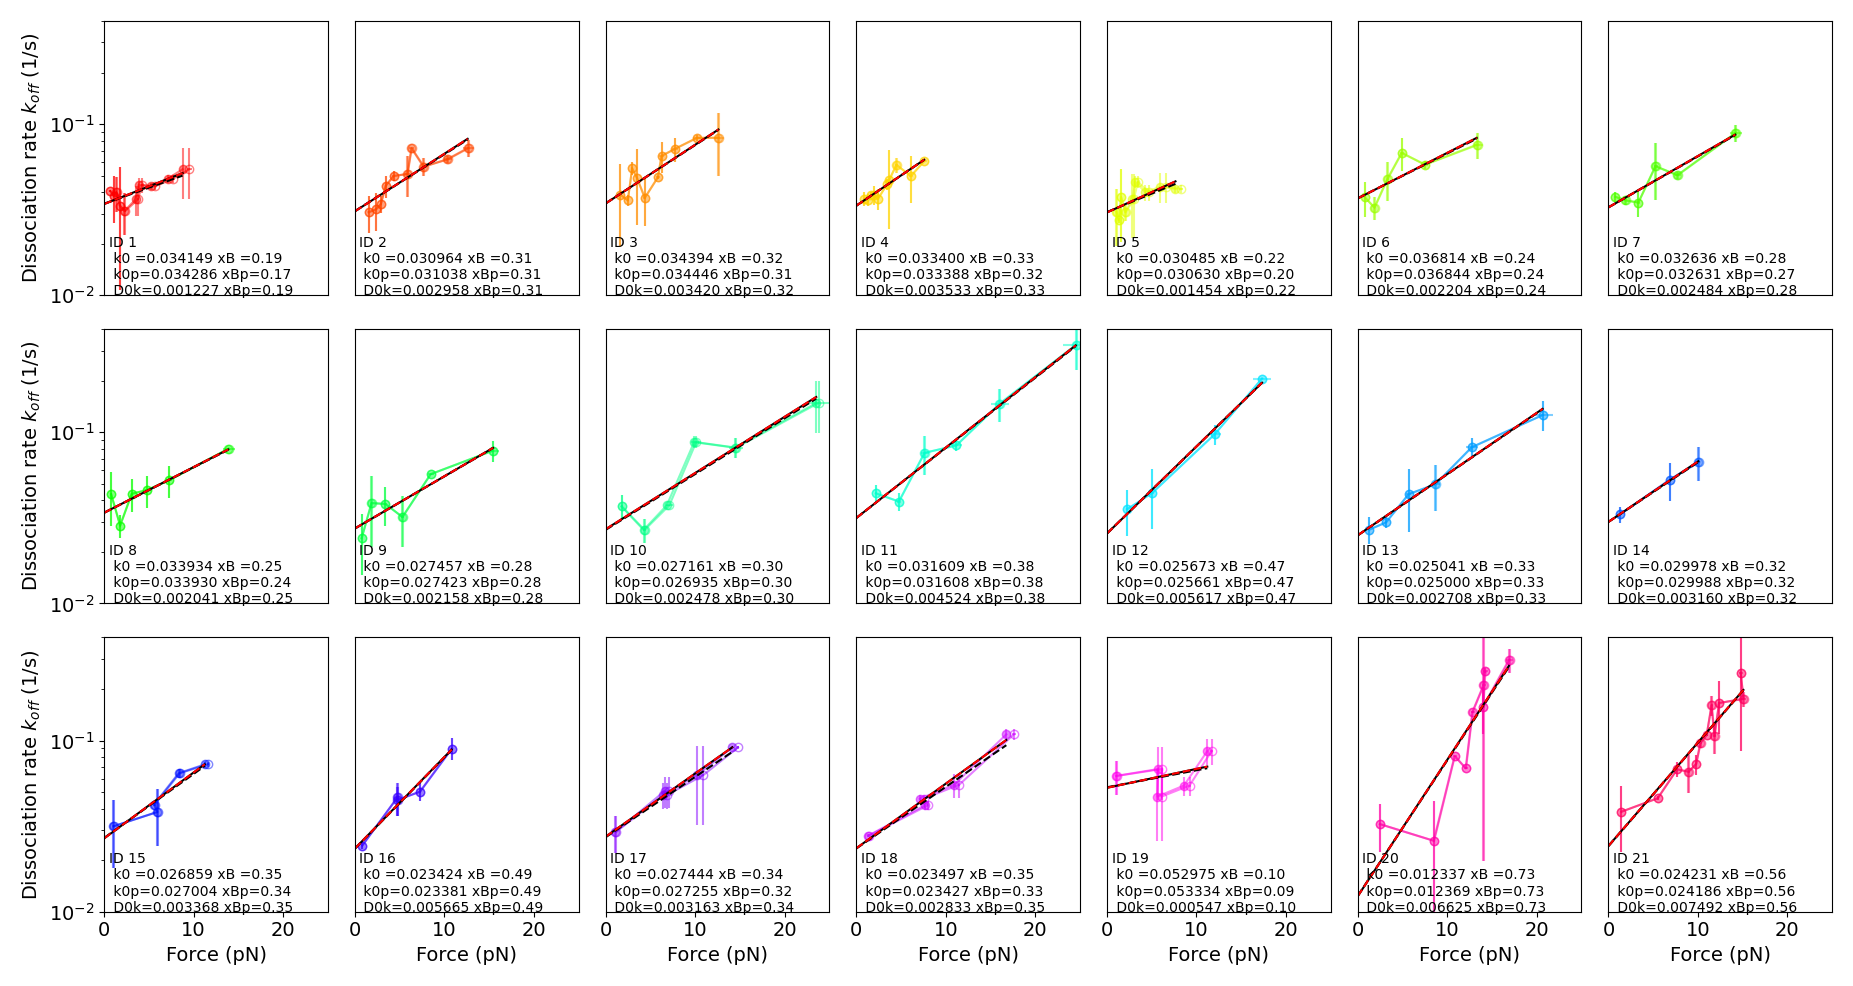 Dissociation rate k_off (1/s)
10⁻¹
10⁻²
ID 1
k0 =0.034149 xB =0.19
k0p=0.034286 xBp=0.17
D0k=0.001227 xBp=0.19
ID 2
k0 =0.030964 xB =0.31
k0p=0.031038 xBp=0.31
D0k=0.002958 xBp=0.31
ID 3
k0 =0.034394 xB =0.32
k0p=0.034446 xBp=0.31
D0k=0.003420 xBp=0.32
ID 4
k0 =0.033400 xB =0.33
k0p=0.033388 xBp=0.32
D0k=0.003533 xBp=0.33
ID 5
k0 =0.030485 xB =0.22
k0p=0.030630 xBp=0.20
D0k=0.001454 xBp=0.22
ID 6
k0 =0.036814 xB =0.24
k0p=0.036844 xBp=0.24
D0k=0.002204 xBp=0.24
ID 7
k0 =0.032636 xB =0.28
k0p=0.032631 xBp=0.27
D0k=0.002484 xBp=0.28
Dissociation rate k_off (1/s)
10⁻¹
10⁻²
ID 8
k0 =0.033934 xB =0.25
k0p=0.033930 xBp=0.24
D0k=0.002041 xBp=0.25
ID 9
k0 =0.027457 xB =0.28
k0p=0.027423 xBp=0.28
D0k=0.002158 xBp=0.28
ID 10
k0 =0.027161 xB =0.30
k0p=0.026935 xBp=0.30
D0k=0.002478 xBp=0.30
ID 11
k0 =0.031609 xB =0.38
k0p=0.031608 xBp=0.38
D0k=0.004524 xBp=0.38
ID 12
k0 =0.025673 xB =0.47
k0p=0.025661 xBp=0.47
D0k=0.005617 xBp=0.47
ID 13
k0 =0.025041 xB =0.33
k0p=0.025000 xBp=0.33
D0k=0.002708 xBp=0.33
ID 14
k0 =0.029978 xB =0.32
k0p=0.029988 xBp=0.32
D0k=0.003160 xBp=0.32
Dissociation rate k_off (1/s)
10⁻¹
10⁻²
ID 15
k0 =0.026859 xB =0.35
k0p=0.027004 xBp=0.34
D0k=0.003368 xBp=0.35
ID 16
k0 =0.023424 xB =0.49
k0p=0.023381 xBp=0.49
D0k=0.005665 xBp=0.49
ID 17
k0 =0.027444 xB =0.34
k0p=0.027255 xBp=0.32
D0k=0.003163 xBp=0.34
ID 18
k0 =0.023497 xB =0.35
k0p=0.023427 xBp=0.33
D0k=0.002833 xBp=0.35
ID 19
k0 =0.052975 xB =0.10
k0p=0.053334 xBp=0.09
D0k=0.000547 xBp=0.10
ID 20
k0 =0.012337 xB =0.73
k0p=0.012369 xBp=0.73
D0k=0.006625 xBp=0.73
ID 21
k0 =0.024231 xB =0.56
k0p=0.024186 xBp=0.56
D0k=0.007492 xBp=0.56
0 10 20
0 10 20
0 10 20
0 10 20
0 10 20
0 10 20
0 10 20
Force (pN)
Force (pN)
Force (pN)
Force (pN)
Force (pN)
Force (pN)
Force (pN)